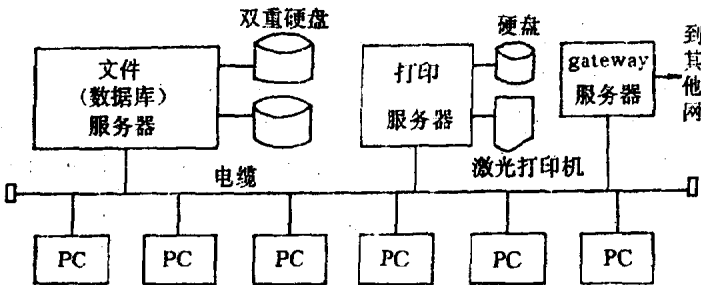 双重硬盘
文件
（数据库）
服务器
硬盘
打印
服务器
激光打印机
gateway
服务器
到其他网
电缆
PC
PC
PC
PC
PC
PC